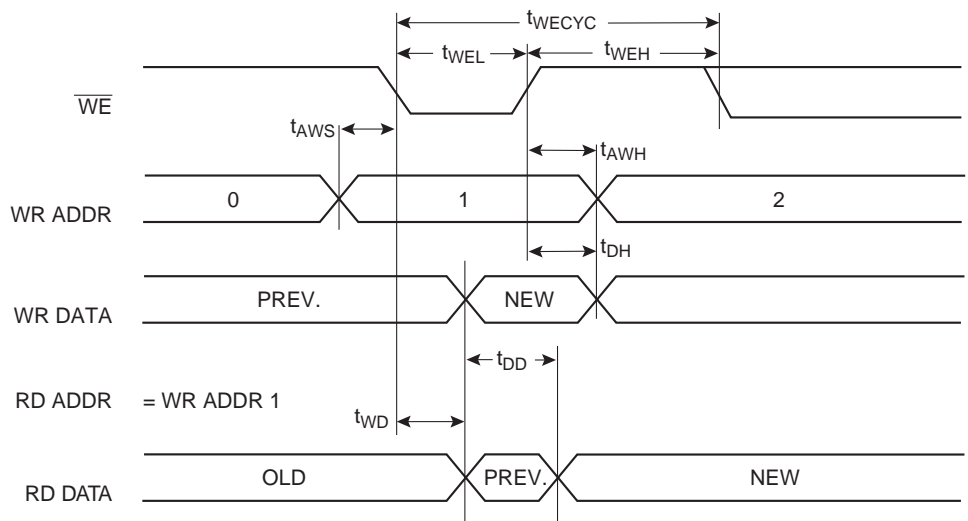 tWECYC
tWEL tWEH
WE
tAWS tAWH
WR ADDR 0 1 2
tDH
WR DATA PREV. NEW
tDD
RD ADDR = WR ADDR 1
tWD
RD DATA OLD PREV. NEW